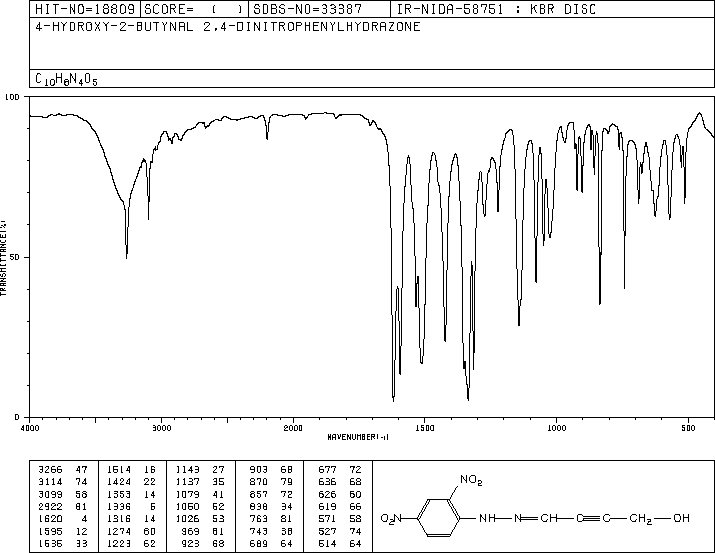 HIT-NO=18809 SCORE= ( ) SDBS-NO=33387 IR-NIDA-58751 : KBR DISC
4-HYDROXY-2-BUTYNAL 2,4-DINITROPHENYLHYDRAZONE
C10H8N4O5
100
50
0
TRANSMITTANCE(%)
4000 3000 2000 1500 1000 500
WAVENUMBER(-1)
3266 47 1514 16 1143 27 903 68 677 72
3114 74 1424 22 1137 35 870 79 636 68
3099 58 1353 14 1079 41 857 72 626 60
2922 81 1336 5 1050 52 838 34 619 66
1620 4 1316 14 1026 53 763 81 571 58
1595 12 1274 60 969 81 743 38 527 74
1535 33 1223 62 923 68 689 64 514 64
NO2
O2N NH N CH C C CH2 OH